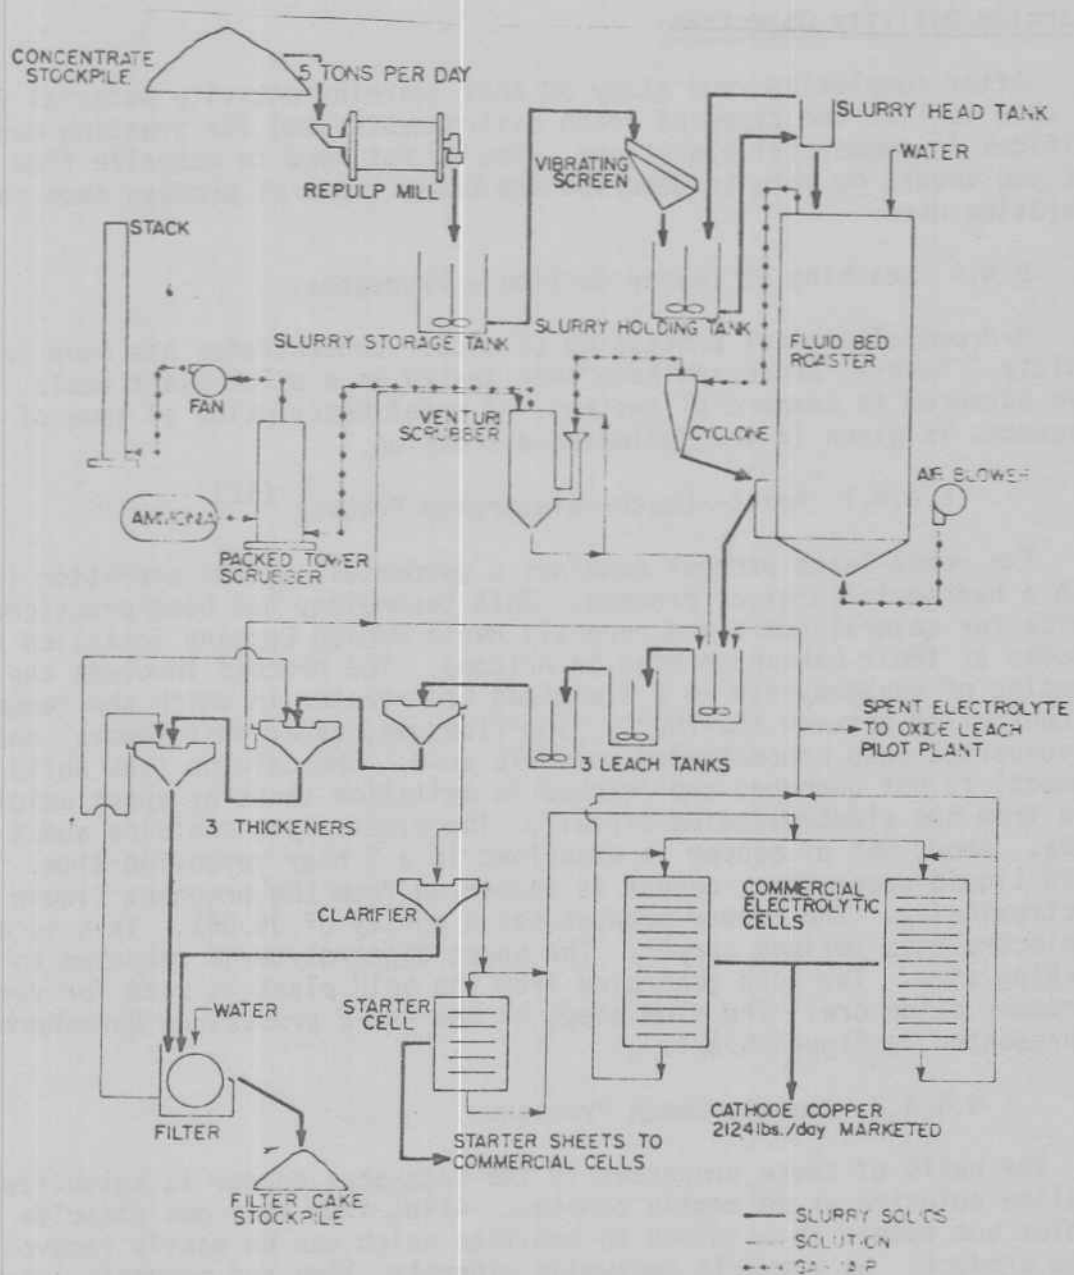 CONCENTRATE
STOCKPILE
5 TONS PER DAY
REPULP MILL
VIBRATING
SCREEN
SLURRY HEAD TANK
WATER
STACK
SLURRY STORAGE TANK
SLURRY HOLDING TANK
FLUID BED
ROASTER
FAN
VENTURI
SCRUBBER
CYCLONE
AIR BLOWER
AMMONIA
PACKED TOWER
SCRUBBER
SPENT ELECTROLYTE
TO OXIDE LEACH
PILOT PLANT
3 LEACH TANKS
3 THICKENERS
CLARIFIER
COMMERCIAL
ELECTROLYTIC
CELLS
WATER
STARTER
CELL
FILTER
CATHODE COPPER
2124 lbs./day MARKETED
STARTER SHEETS TO
COMMERCIAL CELLS
FILTER CAKE
STOCKPILE
SLURRY SOLIDS
SOLUTION